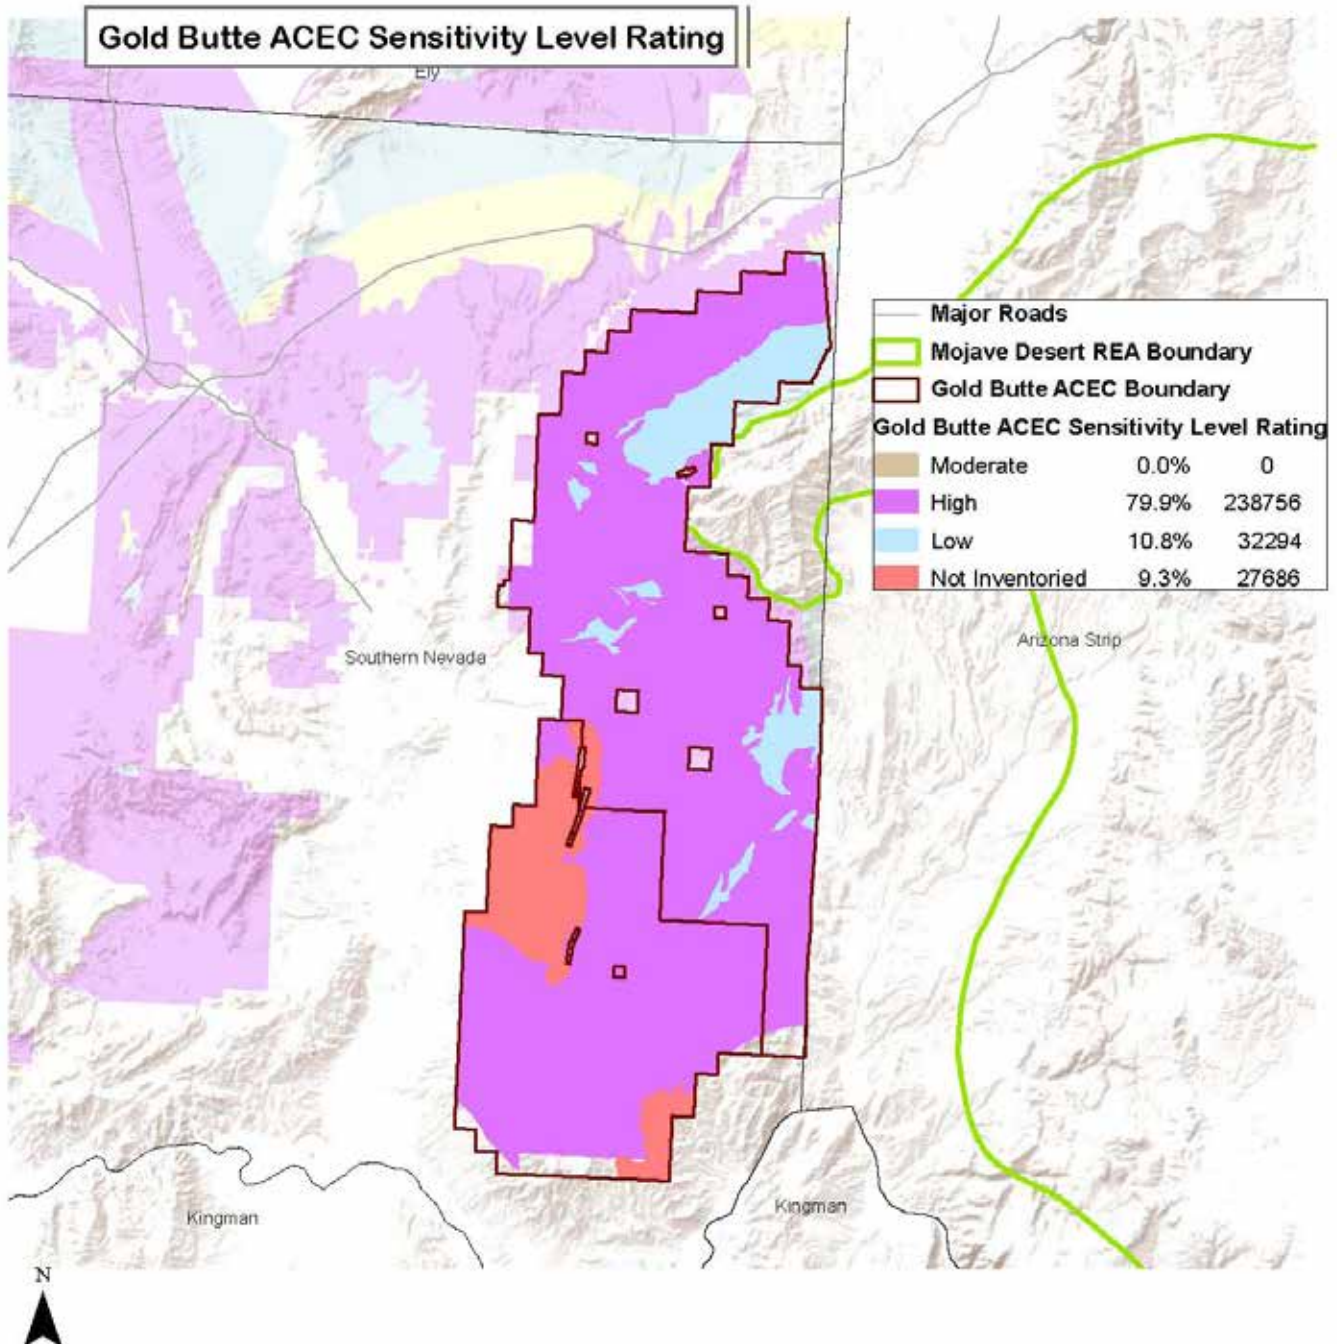 Gold Butte ACEC Sensitivity Level Rating
Ely
Major Roads
Mojave Desert REA Boundary
Gold Butte ACEC Boundary
Gold Butte ACEC Sensitivity Level Rating
Moderate 0.0% 0
High 79.9% 238756
Low 10.8% 32294
Not Inventoried 9.3% 27686
Arizona Strip
Southern Nevada
Kingman
Kingman
N